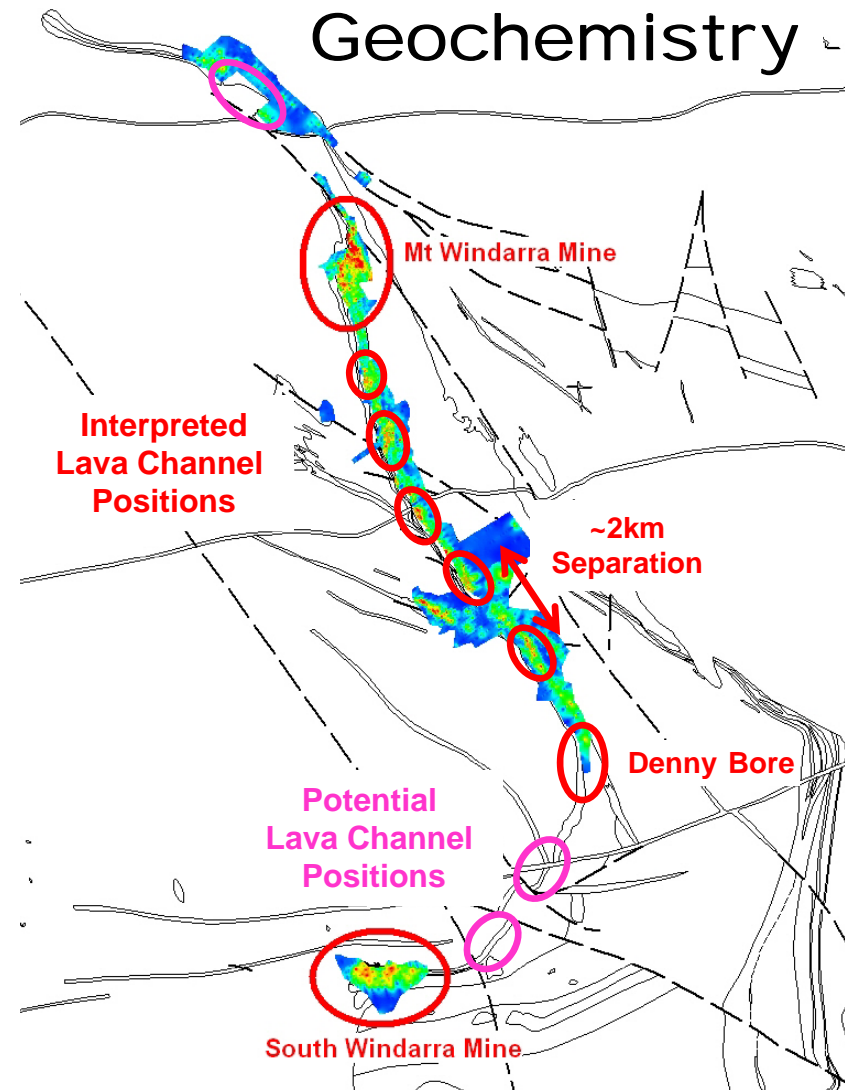 Geochemistry
Mt Windarra Mine
Interpreted
Lava Channel
Positions
~2km
Separation
Denny Bore
Potential
Lava Channel
Positions
South Windarra Mine